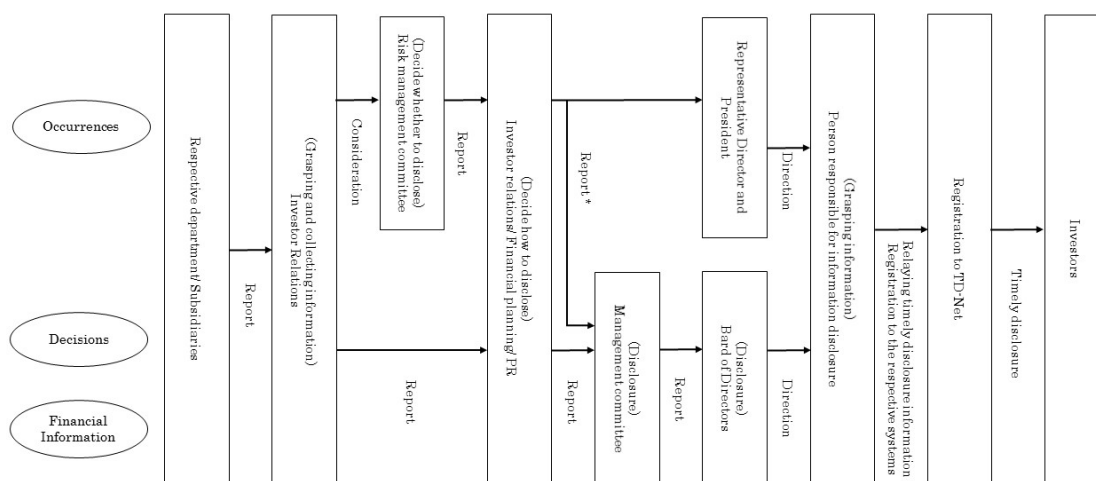 Occurrences
Decisions
Financial
Information
Respective department/ Subsidiaries
Report
(Grasping and collecting information)
Investor Relations
Consideration
(Decide whether to disclose)
Risk management committee
Report
Report
(Decide how to disclose)
Investor relations/ Financial planning/ PR
Report *
Report
(Disclosure)
Management committee
Report
Representative Director and
President
(Disclosure)
Bard of Directors
Direction
Direction
(Grasping information)
Person responsible for information disclosure
Relaying timely disclosure information
Registration to the respective systems
Registration to TD-Net
Timely disclosure
Investors